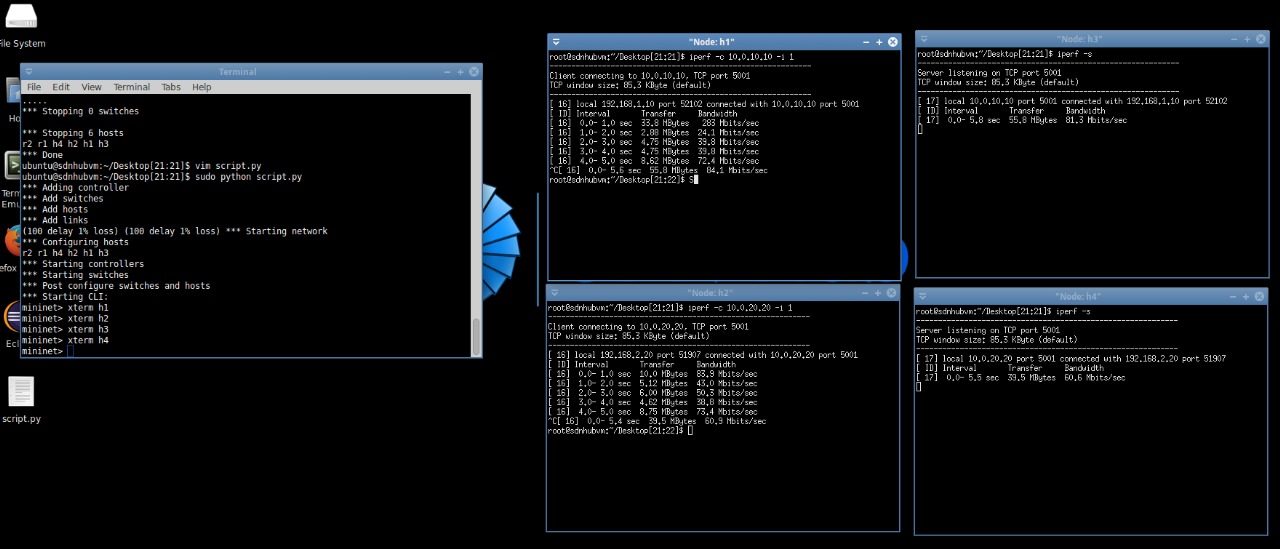 File System
Terminal
File Edit View Terminal Tabs Help
.....
*** Stopping 0 switches
*** Stopping 6 hosts
r2 r1 h4 h2 h1 h3
*** Done
ubuntu@sdnhubvm:~/Desktop[21:21]$ vim script.py
ubuntu@sdnhubvm:~/Desktop[21:21]$ sudo python script.py
*** Adding controller
*** Add switches
*** Add hosts
*** Add links
(100 delay 1% loss) (100 delay 1% loss) *** Starting network
*** Configuring hosts
r2 r1 h4 h2 h1 h3
*** Starting controllers
*** Starting switches
*** Post configure switches and hosts
*** Starting CLI:
mininet> xterm h1
mininet> xterm h2
mininet> xterm h3
mininet> xterm h4
mininet>
script.py
"Node: h1"
root@sdnhubvm:~/Desktop[21:21]$ iperf -c 10.0.10.10 -i 1
------------------------------------------------------------
Client connecting to 10.0.10.10, TCP port 5001
TCP window size: 85.3 KByte (default)
------------------------------------------------------------
[ 16] local 192.168.1.10 port 52102 connected with 10.0.10.10 port 5001
[ ID] Interval Transfer Bandwidth
[ 16] 0.0- 1.0 sec 33.8 MBytes 283 Mbits/sec
[ 16] 1.0- 2.0 sec 2.88 MBytes 24.1 Mbits/sec
[ 16] 2.0- 3.0 sec 4.75 MBytes 39.8 Mbits/sec
[ 16] 3.0- 4.0 sec 4.75 MBytes 39.8 Mbits/sec
[ 16] 4.0- 5.0 sec 8.62 MBytes 72.4 Mbits/sec
^C[ 16] 0.0- 5.6 sec 55.8 MBytes 84.1 Mbits/sec
root@sdnhubvm:~/Desktop[21:22]$ S
"Node: h3"
root@sdnhubvm:~/Desktop[21:21]$ iperf -s
------------------------------------------------------------
Server listening on TCP port 5001
TCP window size: 85.3 KByte (default)
------------------------------------------------------------
[ 17] local 10.0.10.10 port 5001 connected with 192.168.1.10 port 52102
[ ID] Interval Transfer Bandwidth
[ 17] 0.0- 5.8 sec 55.8 MBytes 81.3 Mbits/sec
"Node: h2"
root@sdnhubvm:~/Desktop[21:21]$ iperf -c 10.0.20.20 -i 1
------------------------------------------------------------
Client connecting to 10.0.20.20, TCP port 5001
TCP window size: 85.3 KByte (default)
------------------------------------------------------------
[ 16] local 192.168.2.20 port 51907 connected with 10.0.20.20 port 5001
[ ID] Interval Transfer Bandwidth
[ 16] 0.0- 1.0 sec 10.0 MBytes 83.9 Mbits/sec
[ 16] 1.0- 2.0 sec 5.12 MBytes 43.0 Mbits/sec
[ 16] 2.0- 3.0 sec 6.00 MBytes 50.3 Mbits/sec
[ 16] 3.0- 4.0 sec 4.62 MBytes 38.8 Mbits/sec
[ 16] 4.0- 5.0 sec 8.75 MBytes 73.4 Mbits/sec
^C[ 16] 0.0- 5.4 sec 39.5 MBytes 60.9 Mbits/sec
root@sdnhubvm:~/Desktop[21:22]$
"Node: h4"
root@sdnhubvm:~/Desktop[21:21]$ iperf -s
------------------------------------------------------------
Server listening on TCP port 5001
TCP window size: 85.3 KByte (default)
------------------------------------------------------------
[ 17] local 10.0.20.20 port 5001 connected with 192.168.2.20 port 51907
[ ID] Interval Transfer Bandwidth
[ 17] 0.0- 5.5 sec 39.5 MBytes 60.6 Mbits/sec